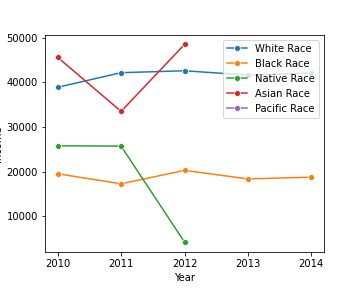 50000
40000
30000
20000
10000
2010 2011 2012 2013 2014
Year
White Race
Black Race
Native Race
Asian Race
Pacific Race